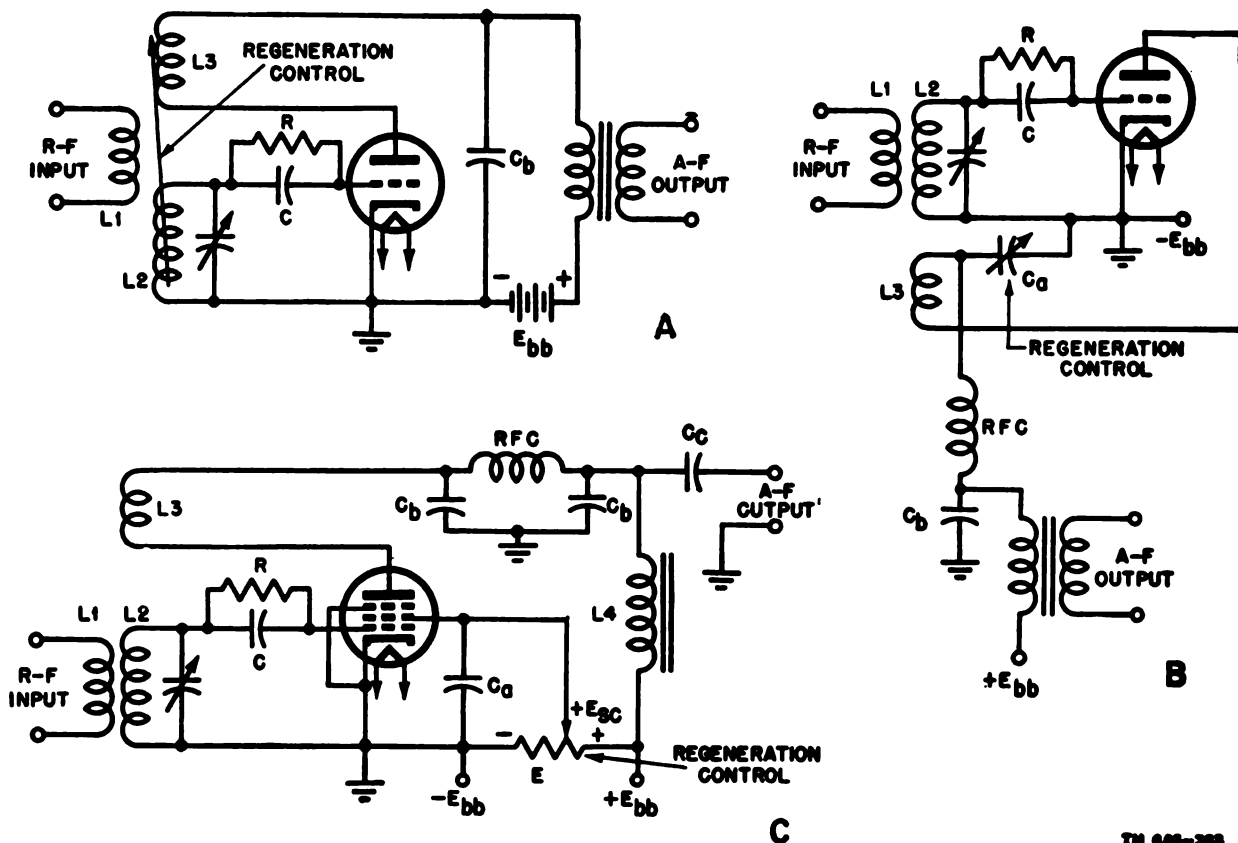 L3
REGENERATION
CONTROL
R-F
INPUT
L1
R
C
L2
Cb
A-F
OUTPUT
-
+
Ebb
A
R
L1 L2
C
R-F
INPUT
-Ebb
L3
Ca
REGENERATION
CONTROL
RFC
Cb
A-F
OUTPUT
+Ebb
B
L3
RFC
Cb
Cb
CC
A-F
CUTPUT'
R
L1 L2
C
R-F
INPUT
Ca
L4
+ESC
-
+
E
REGENERATION
CONTROL
-Ebb
+Ebb
C